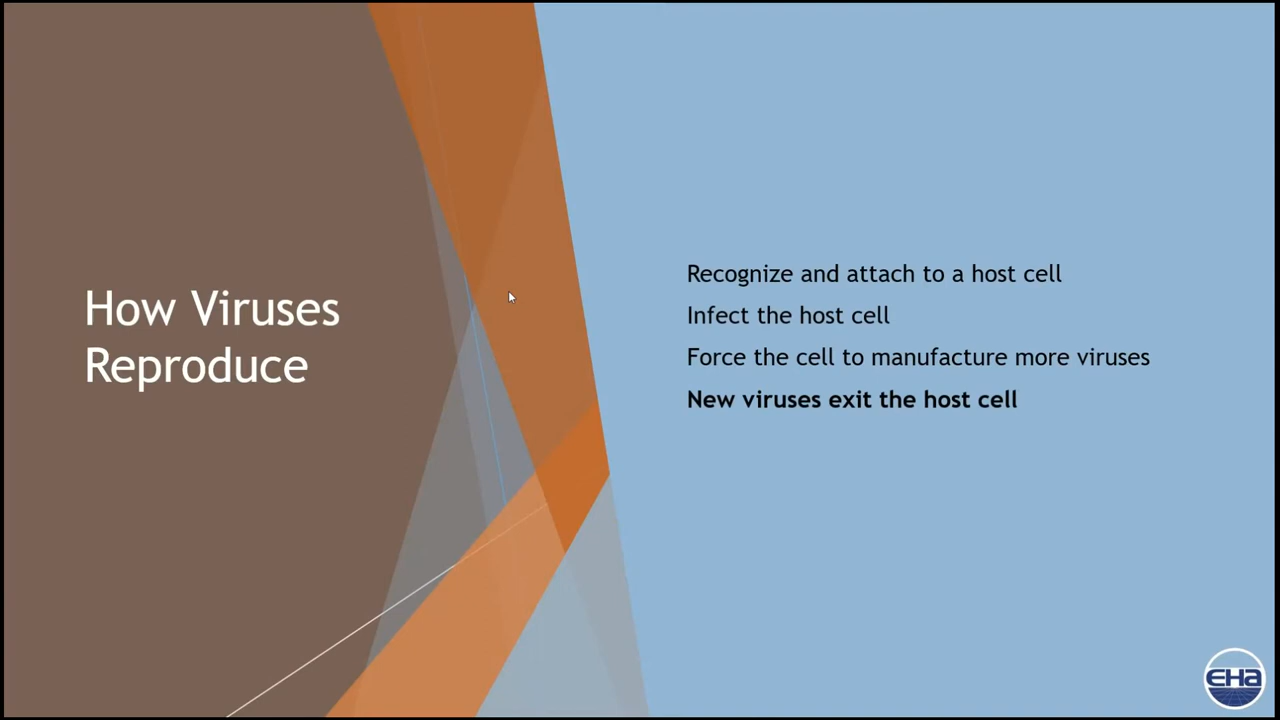 How Viruses
Reproduce
Recognize and attach to a host cell
Infect the host cell
Force the cell to manufacture more viruses
New viruses exit the host cell
EHa